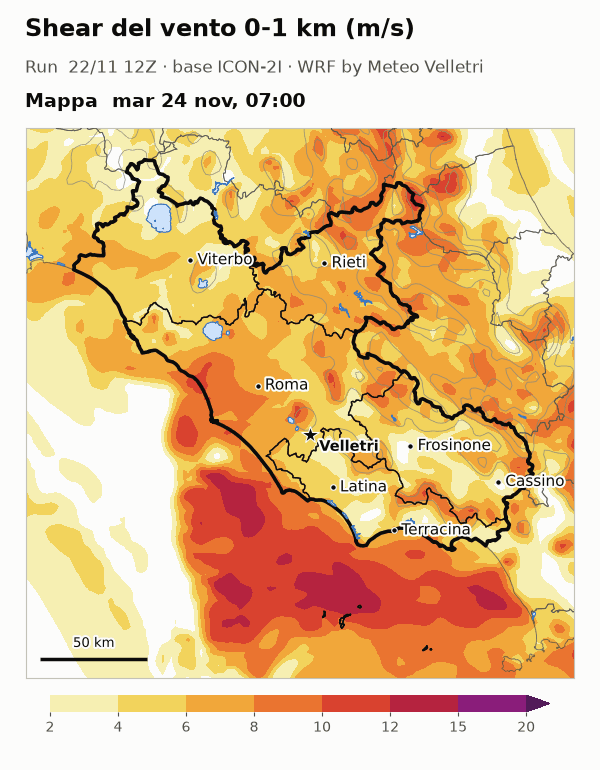 Shear del vento 0-1 km (m/s)
Run  22/11 12Z · base ICON-2I · WRF by Meteo Velletri
Mappa  mar 24 nov, 07:00
Viterbo
Rieti
Roma
Velletri
Frosinone
Cassino
Latina
Terracina
50 km
2 4 6 8 10 12 15 20